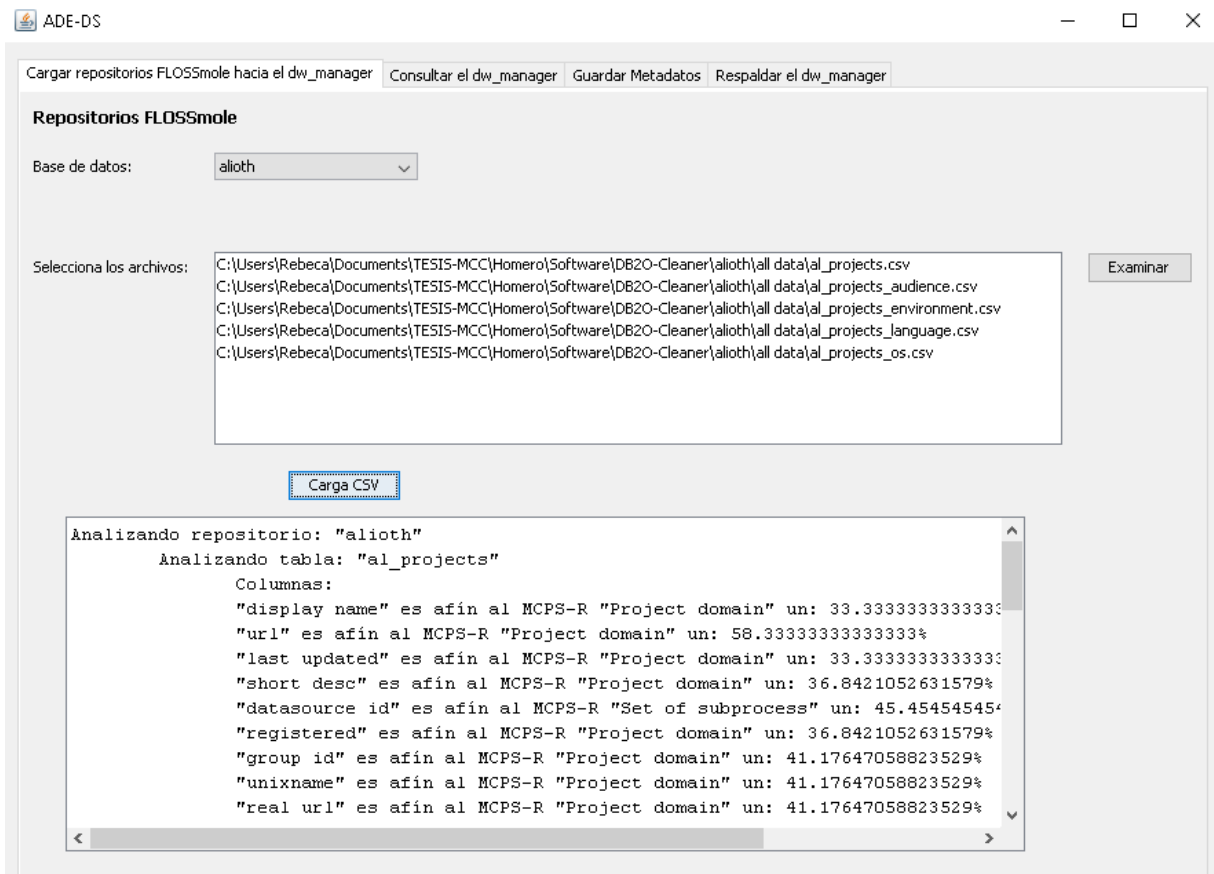 ADE-DS
Cargar repositorios FLOSSmole hacia el dw_manager Consultar el dw_manager Guardar Metadatos Respaldar el dw_manager
Repositorios FLOSSmole
Base de datos: alioth
Selecciona los archivos:
C:\Users\Rebeca\Documents\TESIS-MCC\Homero\Software\DB2O-Cleaner\alioth\all data\al_projects.csv
C:\Users\Rebeca\Documents\TESIS-MCC\Homero\Software\DB2O-Cleaner\alioth\all data\al_projects_audience.csv
C:\Users\Rebeca\Documents\TESIS-MCC\Homero\Software\DB2O-Cleaner\alioth\all data\al_projects_environment.csv
C:\Users\Rebeca\Documents\TESIS-MCC\Homero\Software\DB2O-Cleaner\alioth\all data\al_projects_language.csv
C:\Users\Rebeca\Documents\TESIS-MCC\Homero\Software\DB2O-Cleaner\alioth\all data\al_projects_os.csv
Examinar
Carga CSV
Analizando repositorio: "alioth"
Analizando tabla: "al_projects"
Columnas:
"display name" es afín al MCPS-R "Project domain" un: 33.3333333333333
"url" es afín al MCPS-R "Project domain" un: 58.33333333333333%
"last updated" es afín al MCPS-R "Project domain" un: 33.3333333333333
"short desc" es afín al MCPS-R "Project domain" un: 36.8421052631579%
"datasource id" es afín al MCPS-R "Set of subprocess" un: 45.454545454
"registered" es afín al MCPS-R "Project domain" un: 36.8421052631579%
"group id" es afín al MCPS-R "Project domain" un: 41.17647058823529%
"unixname" es afín al MCPS-R "Project domain" un: 41.17647058823529%
"real url" es afín al MCPS-R "Project domain" un: 41.17647058823529%